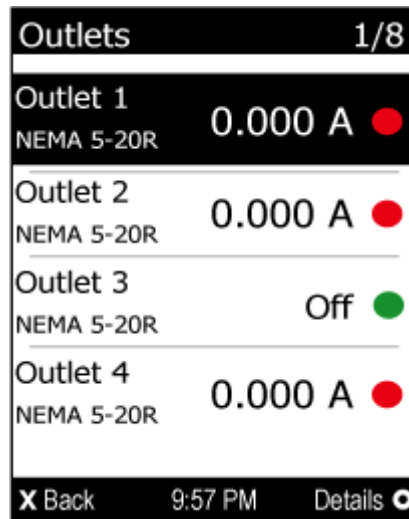 Outlets 1/8
Outlet 1
0.000 A
NEMA 5-20R
Outlet 2
0.000 A
NEMA 5-20R
Outlet 3
Off
NEMA 5-20R
Outlet 4
0.000 A
NEMA 5-20R
X Back 9:57 PM Details